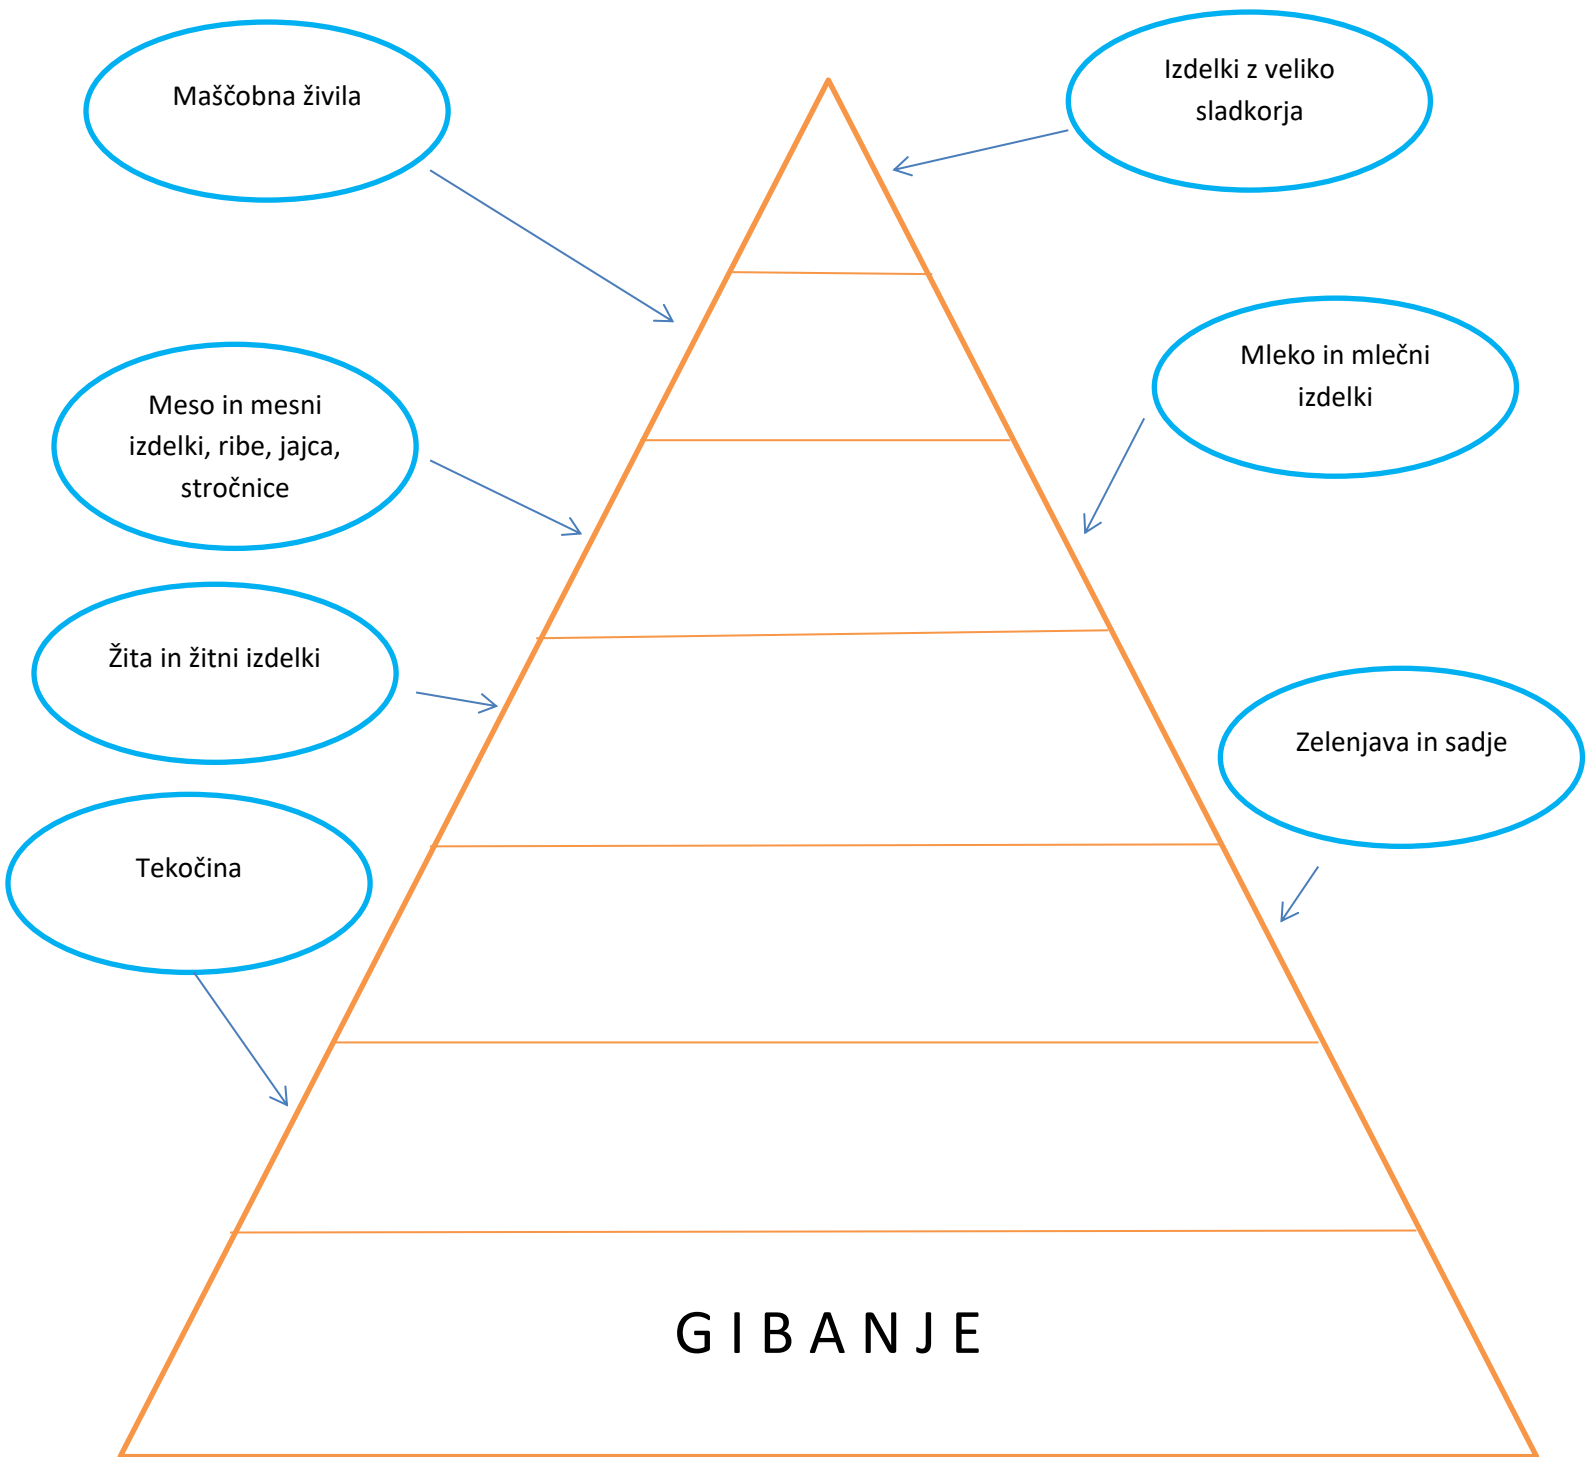 Maščobna živila
Izdelki z veliko
sladkorja
Meso in mesni
izdelki, ribe, jajca,
stročnice
Mleko in mlečni
izdelki
Žita in žitni izdelki
Zelenjava in sadje
Tekočina
G I B A N J E